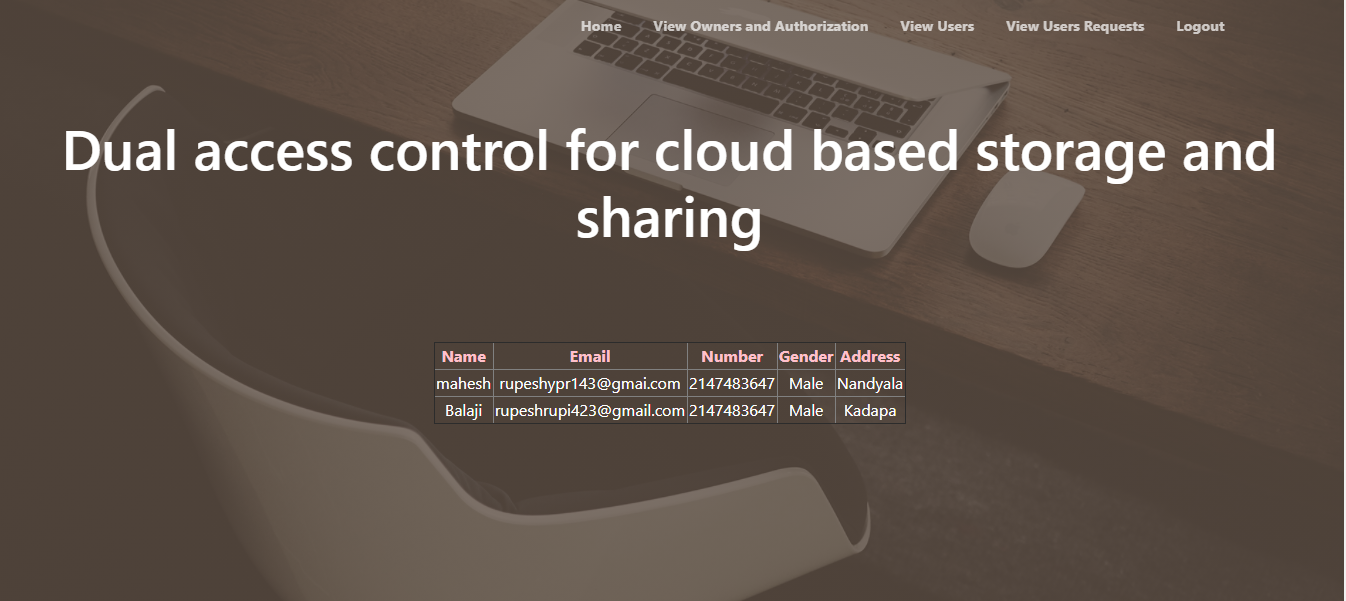 Home View Owners and Authorization View Users View Users Requests Logout
Dual access control for cloud based storage and
sharing
Name Email Number Gender Address
mahesh rupeshypr143@gmai.com 2147483647 Male Nandyala
Balaji rupeshrupi423@gmail.com 2147483647 Male Kadapa